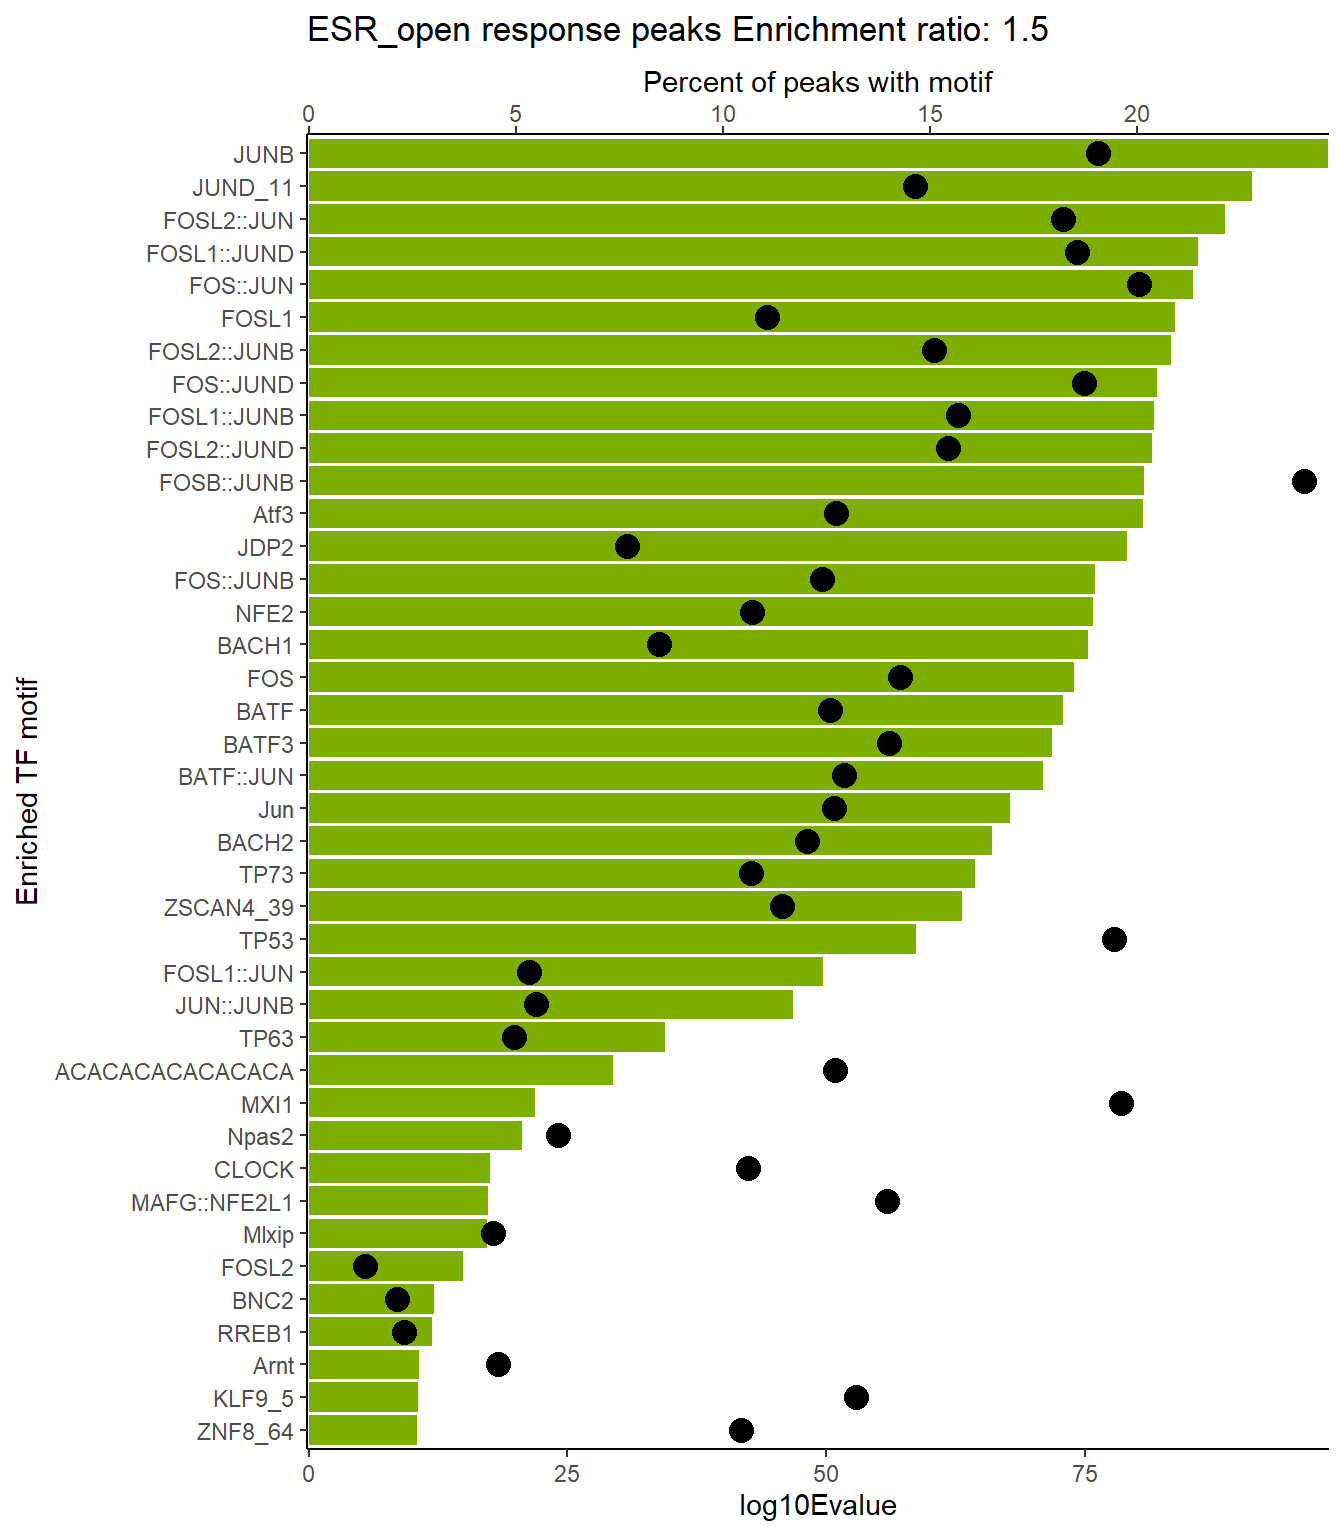 ESR_open response peaks Enrichment ratio: 1.5
Percent of peaks with motif
0 5 10 15 20
JUNB
JUND_11
FOSL2::JUN
FOSL1::JUND
FOS::JUN
FOSL1
FOSL2::JUNB
FOS::JUND
FOSL1::JUNB
FOSL2::JUND
FOSB::JUNB
Atf3
JDP2
FOS::JUNB
NFE2
BACH1
FOS
BATF
BATF3
BATF::JUN
Jun
BACH2
TP73
ZSCAN4_39
TP53
FOSL1::JUN
JUN::JUNB
TP63
ACACACACACACACA
MXI1
Npas2
CLOCK
MAFG::NFE2L1
Mlxip
FOSL2
BNC2
RREB1
Arnt
KLF9_5
ZNF8_64
Enriched TF motif
0 25 50 75
log10Evalue